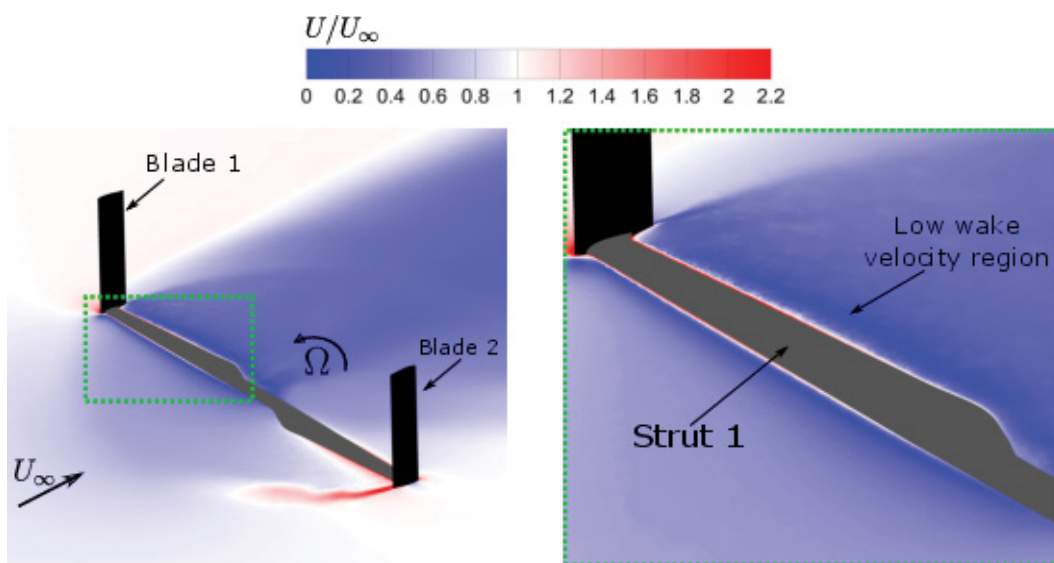 U/U∞
0 0.2 0.4 0.6 0.8 1 1.2 1.4 1.6 1.8 2 2.2
Blade 1
Ω
Blade 2
U∞
Low wake
velocity region
Strut 1